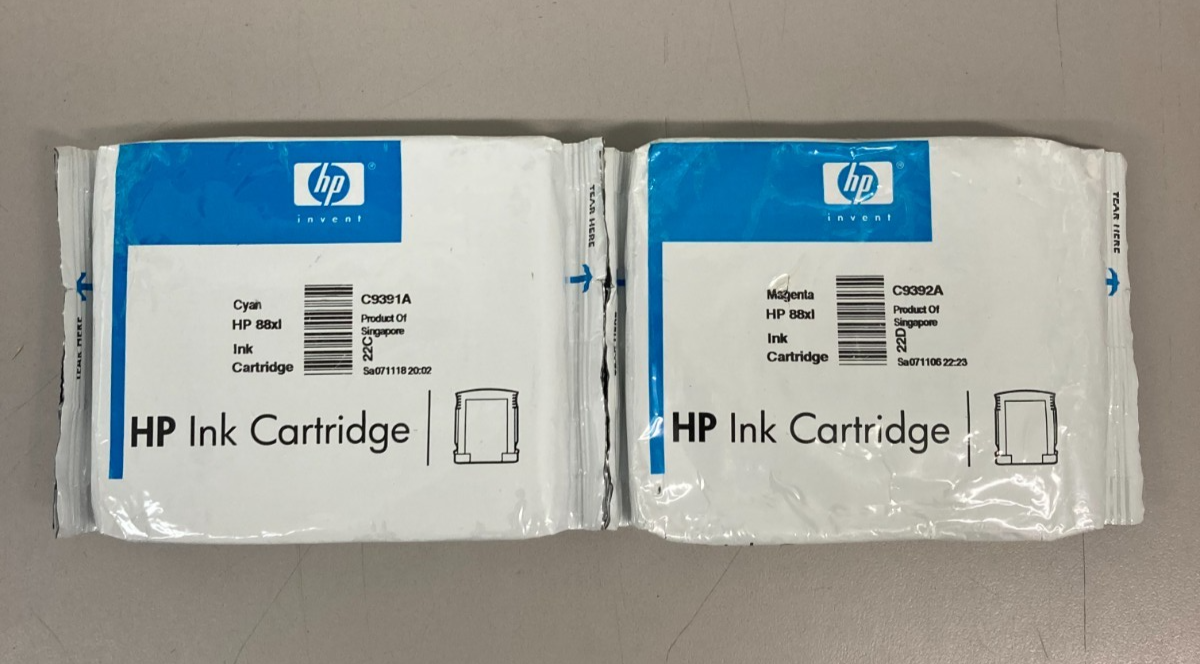 hp
®
invent
TEAR HERE
Cyan
HP 88xl
Ink
Cartridge
C9391A
Product Of
Singapore
22C
Sa071118 20:02
HP Ink Cartridge
TEAR HERE
hp
®
invent
TEAR HERE
Magenta
HP 88xl
Ink
Cartridge
C9392A
Product Of
Singapore
22D
Sa071106 22:23
HP Ink Cartridge